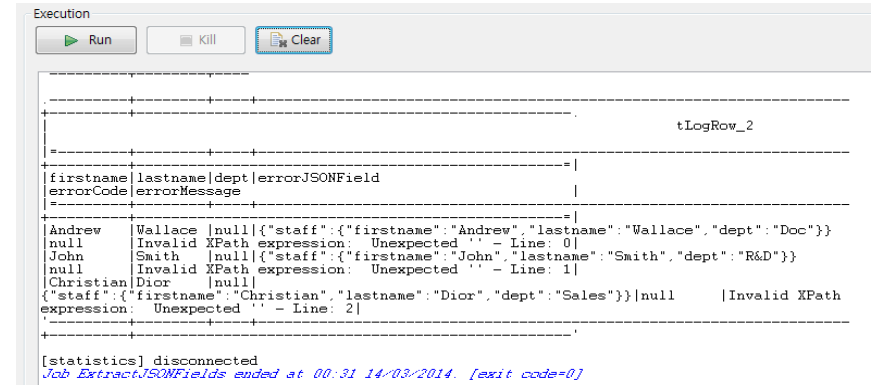 Execution
Run Kill Clear
---------+--------+----
.---------+--------+----+----------------------------------------------------------------
+---------+---------------------------------------------------.
| tLogRow_2
|=--------+--------+----+----------------------------------------------------------------
+---------+--------------------------------------------------=|
|firstname|lastname|dept|errorJSONField
|errorCode|errorMessage |
|=--------+--------+----+----------------------------------------------------------------
+---------+--------------------------------------------------=|
|Andrew |Wallace |null|{"staff":{"firstname":"Andrew","lastname":"Wallace","dept":"Doc"}}
|null |Invalid XPath expression: Unexpected '' - Line: 0|
|John |Smith |null|{"staff":{"firstname":"John","lastname":"Smith","dept":"R&D"}}
|null |Invalid XPath expression: Unexpected '' - Line: 1|
|Christian|Dior |null|
{"staff":{"firstname":"Christian","lastname":"Dior","dept":"Sales"}}|null |Invalid XPath
expression: Unexpected '' - Line: 2|
'---------+--------+----+----------------------------------------------------------------
+---------+---------------------------------------------------'
[statistics] disconnected
Job ExtractJSONFields ended at 00:31 14/03/2014. [exit code=0]